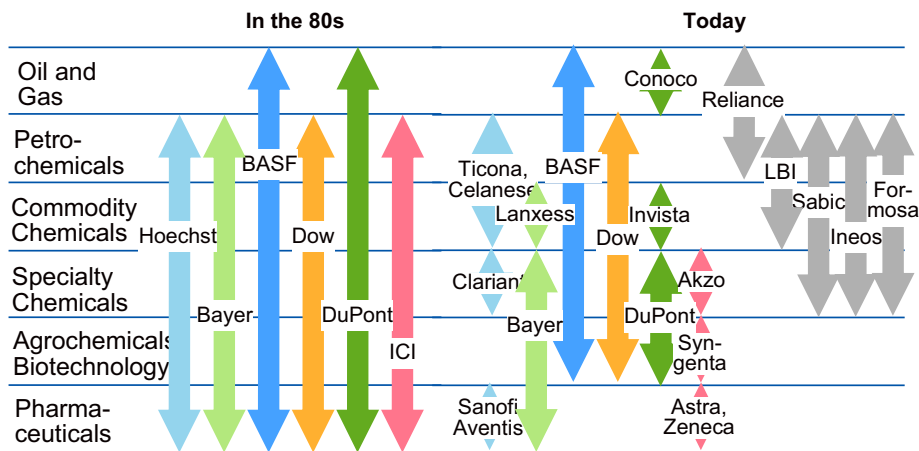 In the 80s
Today
Oil and
Gas
Petro-
chemicals
Commodity
Chemicals
Specialty
Chemicals
Agrochemicals
Biotechnology
Pharma-
ceuticals
Hoechst
Bayer
BASF
Dow
DuPont
ICI
Ticona,
Celanese
Clariant
Sanofi
Aventis
Lanxess
Bayer
BASF
Dow
Conoco
Invista
DuPont
Akzo
Syn-
genta
Astra,
Zeneca
Reliance
LBI
Sabic
Ineos
For-
mosa